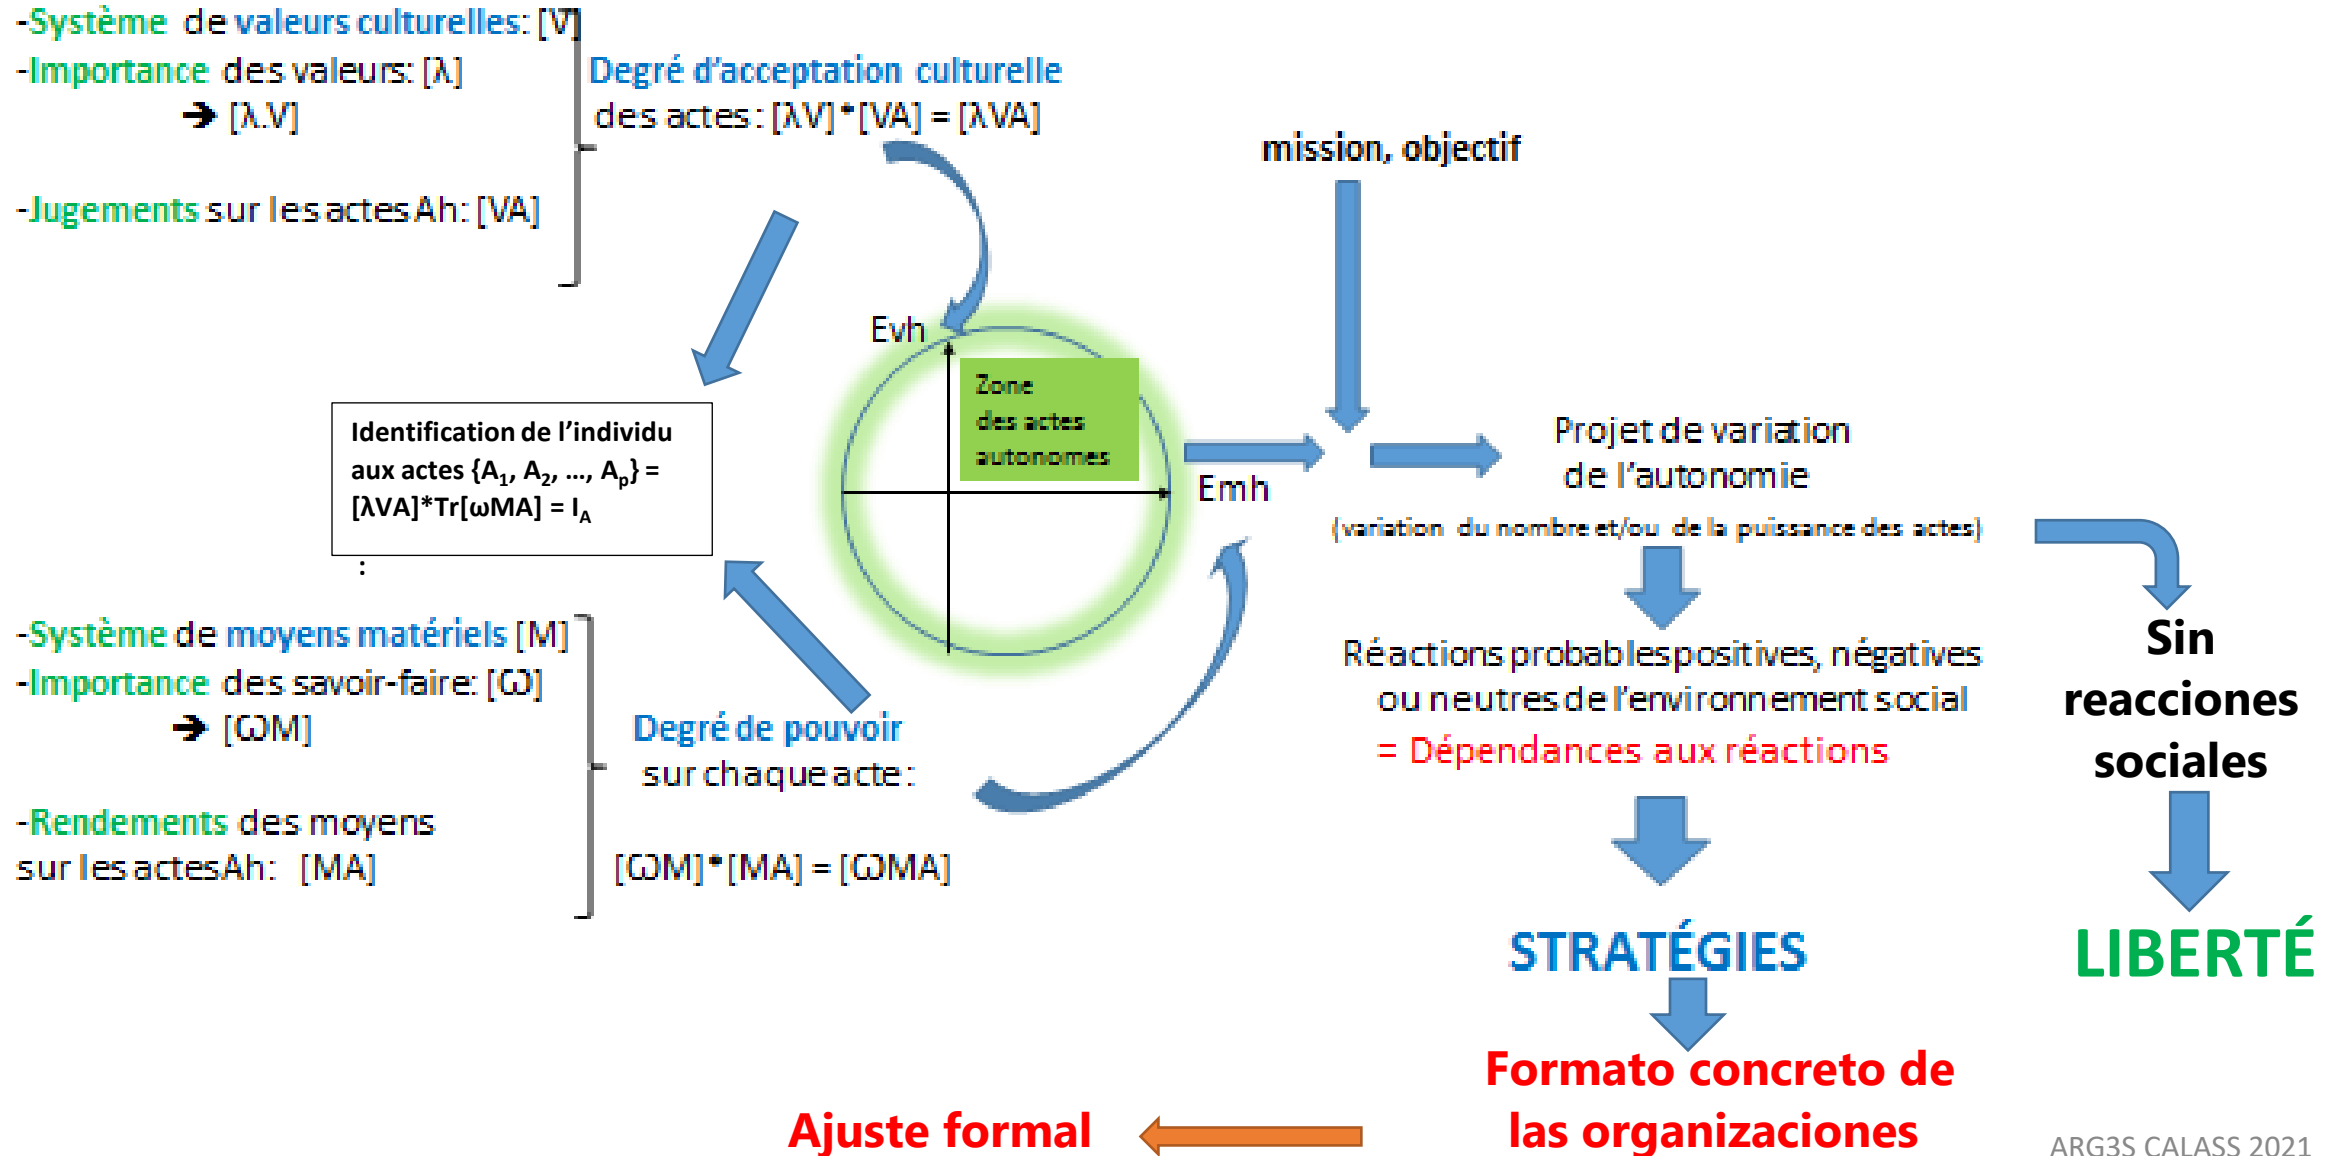 -Système de valeurs culturelles: [V]
-Importance des valeurs: [λ]
➔ [λ.V]
-Jugements sur les actes Ah: [VA]
Degré d'acceptation culturelle
des actes: [λV]*[VA] = [λVA]
mission, objectif
Evh
Zone
des actes
autonomes
Emh
Identification de l'individu
aux actes {A₁, A₂, ..., Aₚ} =
[λVA]*Tr[ωMA] = I_A
:
Projet de variation
de l'autonomie
(variation du nombre et/ou de la puissance des actes)
-Système de moyens matériels [M]
-Importance des savoir-faire: [Ѡ]
➔ [ѠM]
-Rendements des moyens
sur les actes Ah: [MA]
Degré de pouvoir
sur chaque acte:
[ѠM]*[MA] = [ѠMA]
Réactions probables positives, négatives
ou neutres de l'environnement social
= Dépendances aux réactions
Sin
reacciones
sociales
STRATÉGIES
LIBERTÉ
Formato concreto de
las organizaciones
Ajuste formal
ARG3S CALASS 2021